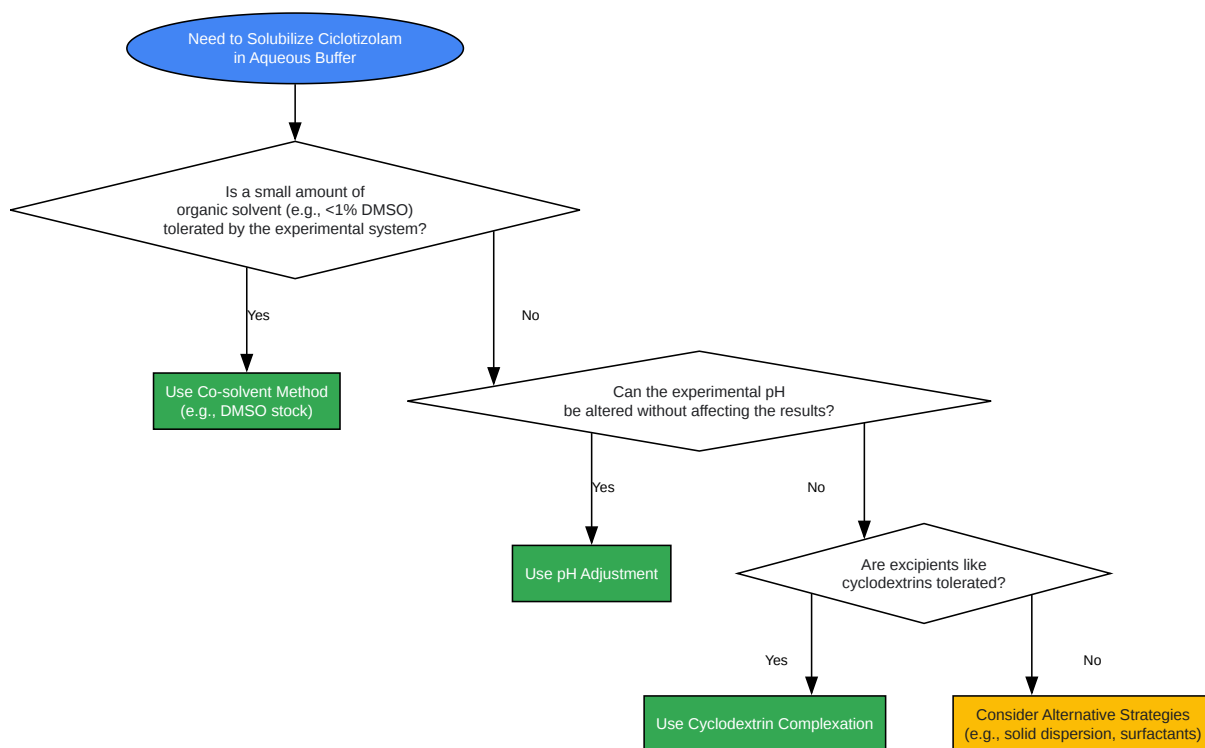 Need to Solubilize Ciclotizolam
in Aqueous Buffer
Is a small amount of
organic solvent (e.g., <1% DMSO)
tolerated by the experimental system?
Yes
No
Use Co-solvent Method
(e.g., DMSO stock)
Can the experimental pH
be altered without affecting the results?
Yes
No
Use pH Adjustment
Are excipients like
cyclodextrins tolerated?
Yes
No
Use Cyclodextrin Complexation
Consider Alternative Strategies
(e.g., solid dispersion, surfactants)